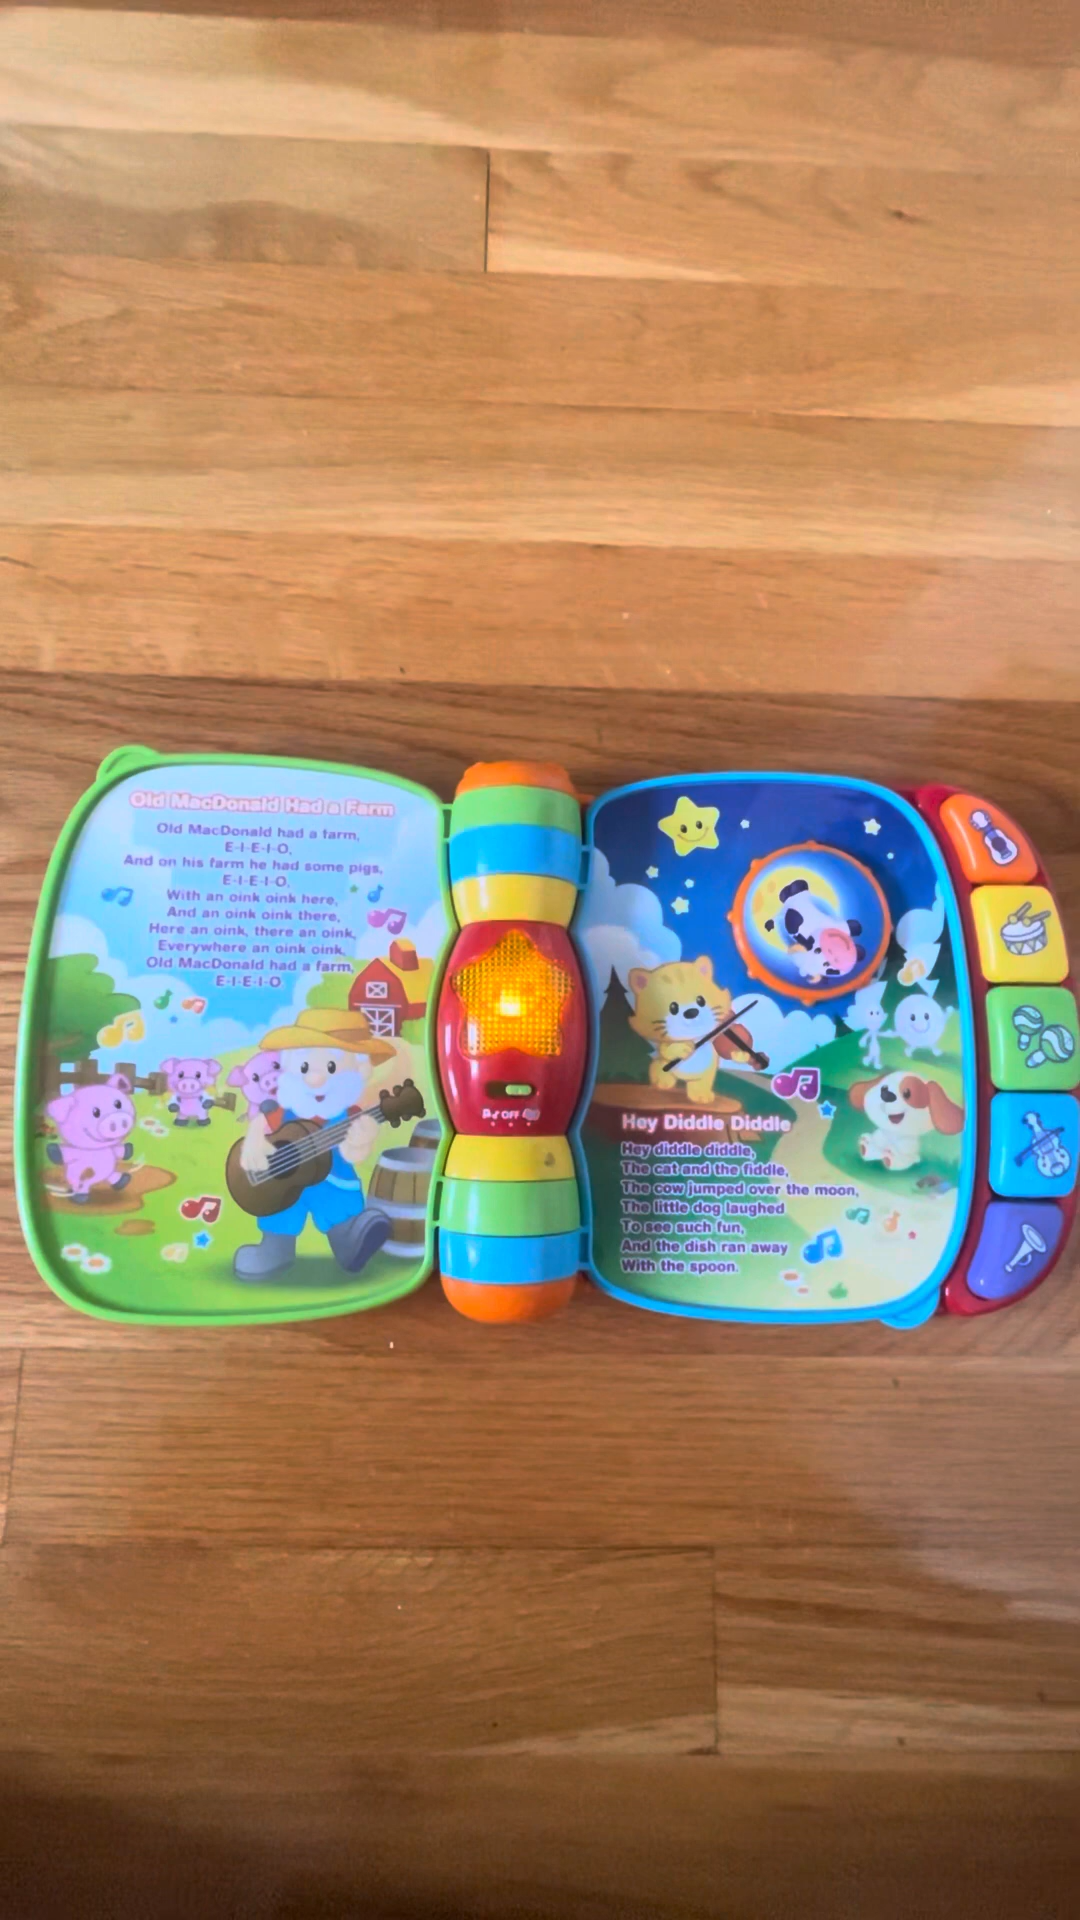 Old MacDonald Had a Farm
Old MacDonald had a farm,
E-I-E-I-O,
And on his farm he had some pigs,
E-I-E-I-O,
With an oink oink here,
And an oink oink there,
Here an oink, there an oink,
Everywhere an oink oink,
Old MacDonald had a farm,
E-I-E-I-O.
OFF
Hey Diddle Diddle
Hey diddle diddle,
The cat and the fiddle,
The cow jumped over the moon,
The little dog laughed
To see such fun,
And the dish ran away
With the spoon.